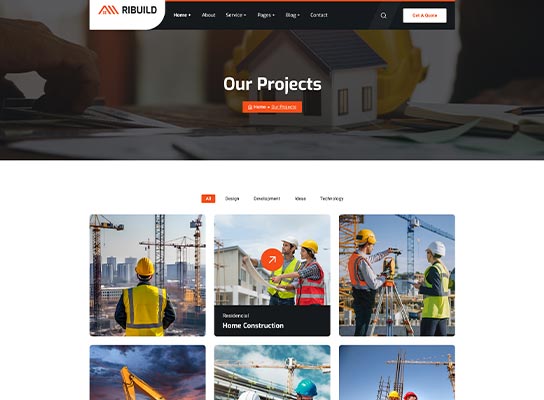 RIBUILD
Home + About Service + Pages + Blog + Contact Get A Quote
Our Projects
Home » Our Projects
All Design Development Ideas Technology
Residencial
Home Construction